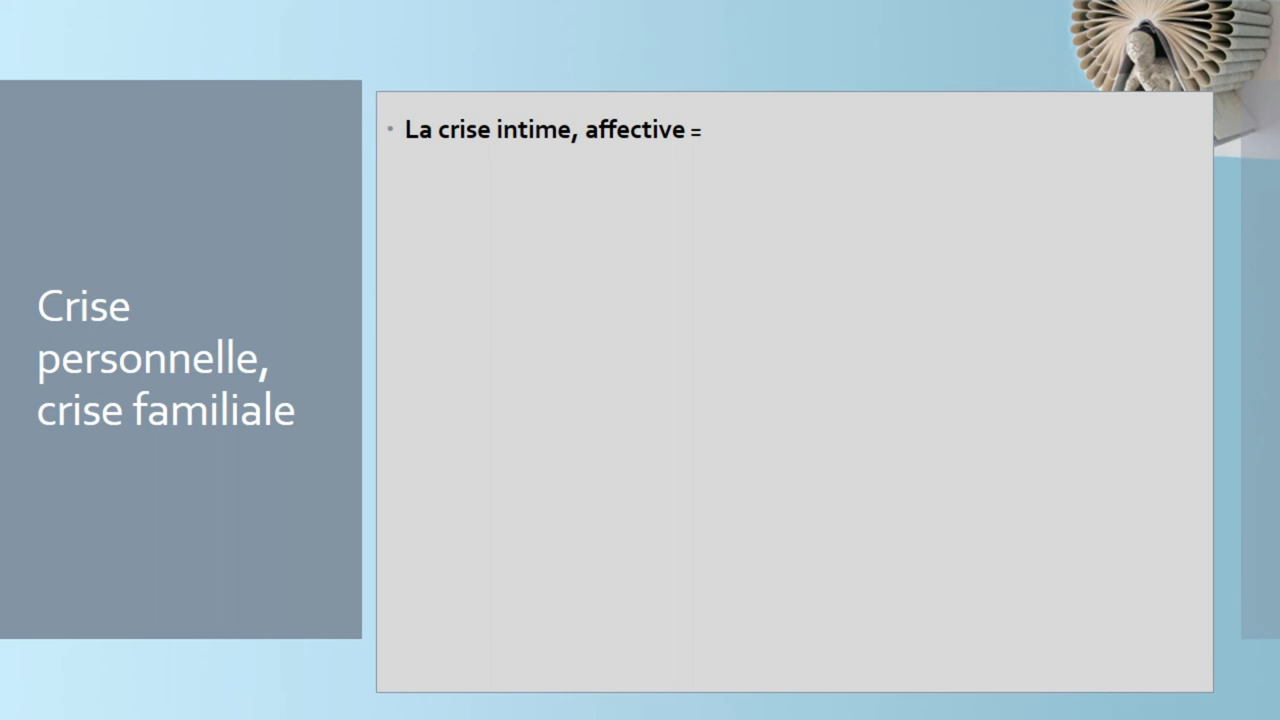 Crise
personnelle,
crise familiale
• La crise intime, affective =